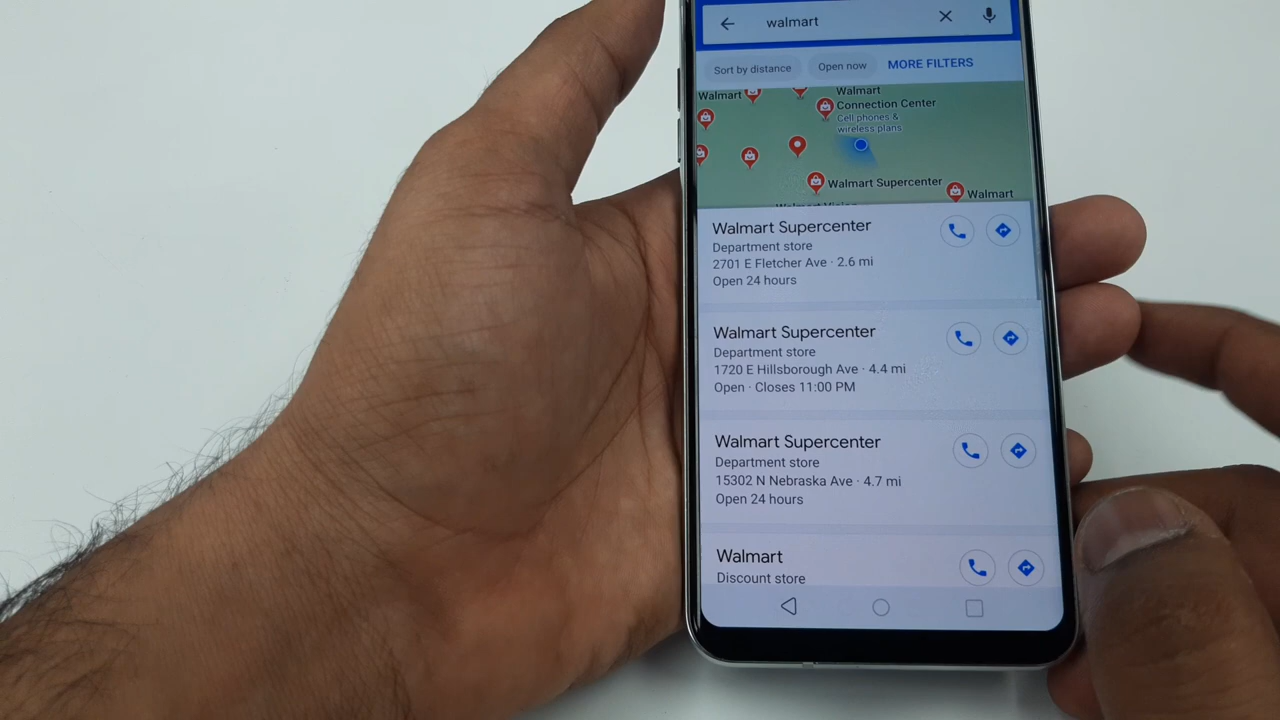 walmart
Sort by distance
Open now
MORE FILTERS
Walmart
Walmart
Connection Center
Cell phones &
wireless plans
Walmart Supercenter
Walmart
Walmart Supercenter
Department store
2701 E Fletcher Ave · 2.6 mi
Open 24 hours
Walmart Supercenter
Department store
1720 E Hillsborough Ave · 4.4 mi
Open · Closes 11:00 PM
Walmart Supercenter
Department store
15302 N Nebraska Ave · 4.7 mi
Open 24 hours
Walmart
Discount store